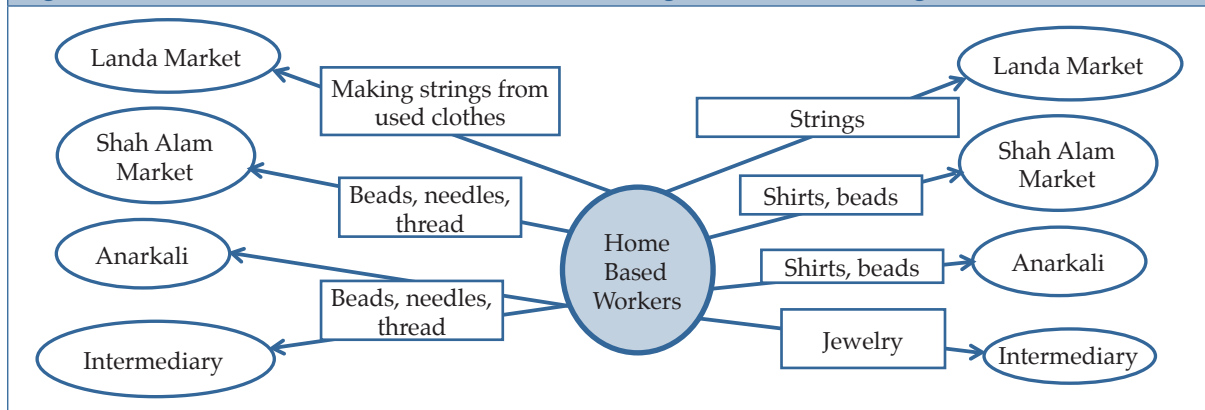 Landa Market
Making strings from
used clothes
Shah Alam
Market
Beads, needles,
thread
Anarkali
Beads, needles,
thread
Intermediary
Home
Based
Workers
Landa Market
Strings
Shah Alam
Market
Shirts, beads
Anarkali
Shirts, beads
Jewelry
Intermediary